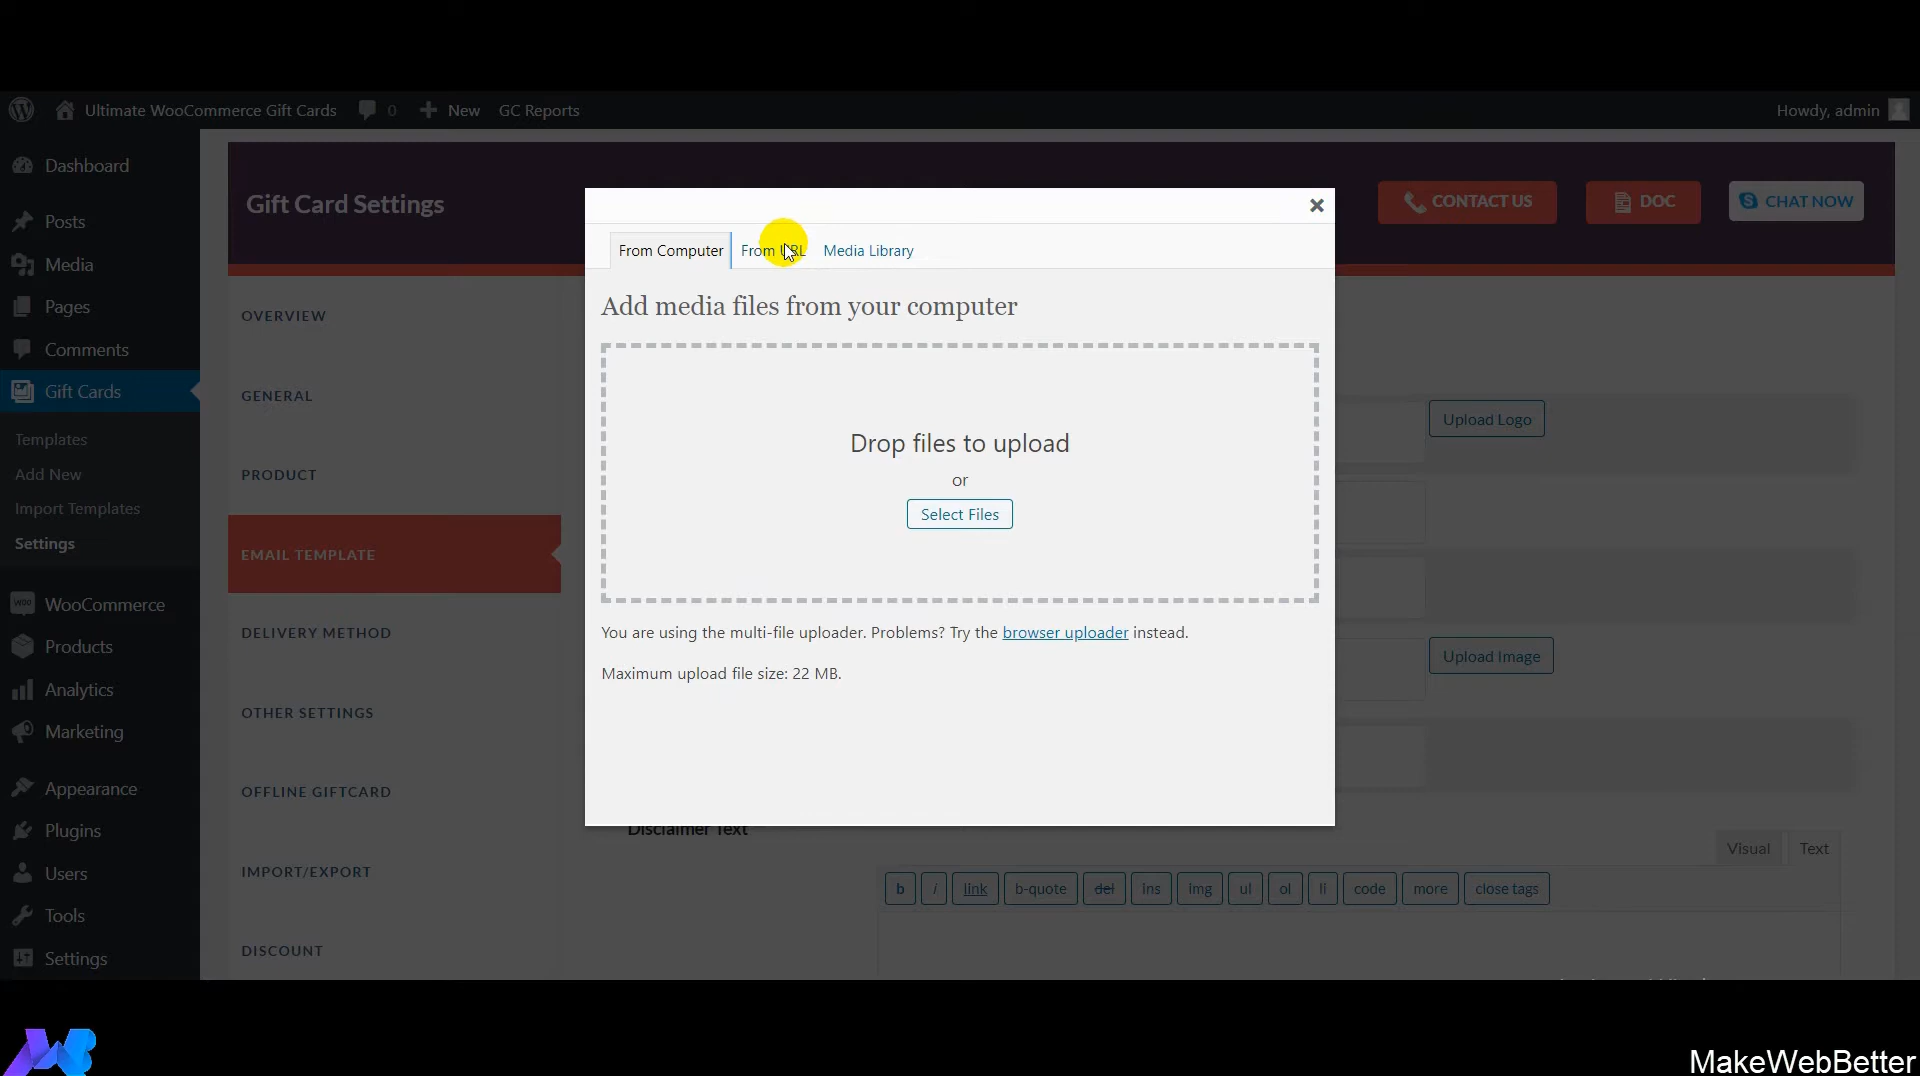 Ultimate WooCommerce Gift Cards 0 New GC Reports Howdy, admin
Dashboard
Posts
Media
Pages
Comments
Gift Cards
Templates
Add New
Import Templates
Settings
WooCommerce
Products
Analytics
Marketing
Appearance
Plugins
Users
Tools
Settings
Gift Card Settings
CONTACT US
DOC
CHAT NOW
OVERVIEW
GENERAL
PRODUCT
EMAIL TEMPLATE
DELIVERY METHOD
OTHER SETTINGS
OFFLINE GIFTCARD
IMPORT/EXPORT
DISCOUNT
From Computer From URL Media Library
Add media files from your computer
Drop files to upload
or
Select Files
You are using the multi-file uploader. Problems? Try the browser uploader instead.
Maximum upload file size: 22 MB.
Upload Logo
Upload Image
Disclaimer Text
Visual Text
b i link b-quote del ins img ul ol li code more close tags
MakeWebBetter